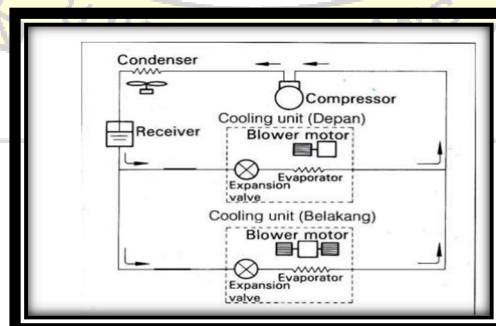 Condenser
Compressor
Receiver
Cooling unit (Depan)
Blower motor
Evaporator
Expansion
valve
Cooling unit (Belakang)
Blower motor
Evaporator
Expansion
valve